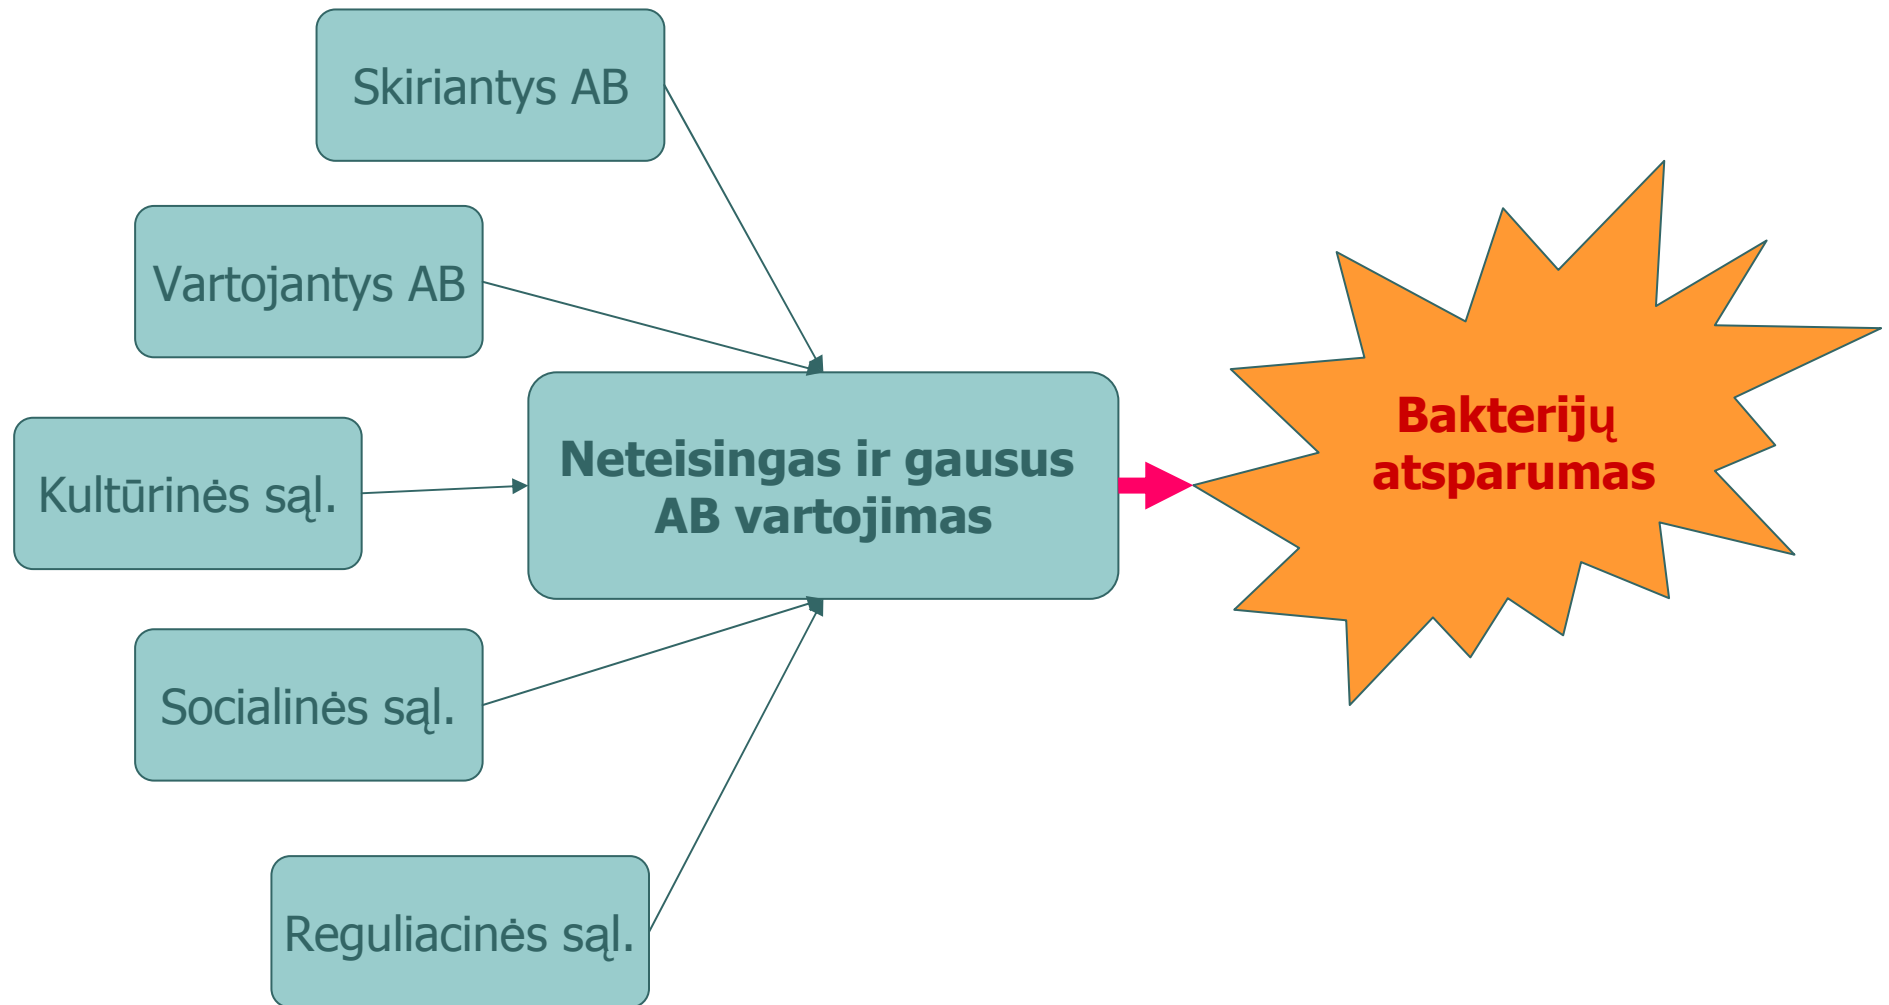 Skiriantys AB
Vartojantys AB
Kultūrinės sąl.
Neteisingas ir gausus
AB vartojimas
Socialinės sąl.
Reguliacinės sąl.
Bakterijų
atsparumas